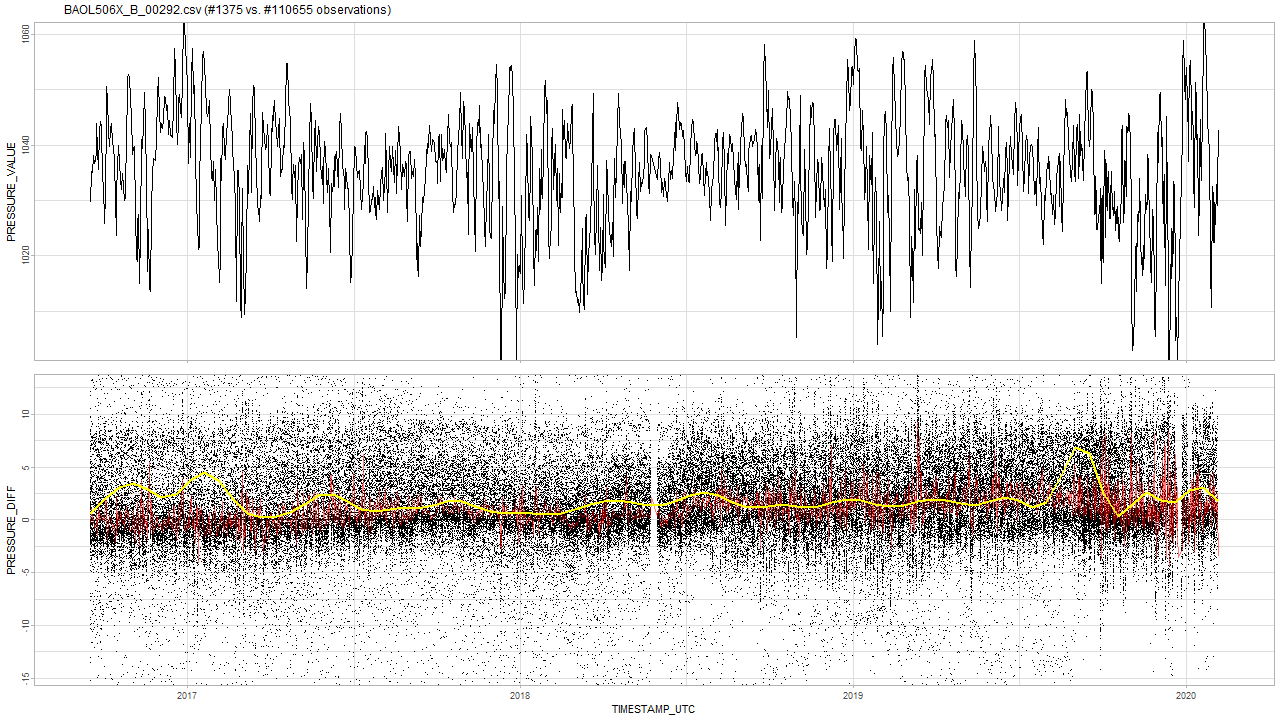 BAOL506X_B_00292.csv (#1375 vs. #110655 observations)
1060
1040
1020
PRESSURE_VALUE
10
5
0
-5
-10
-15
PRESSURE_DIFF
2017 2018 2019 2020
TIMESTAMP_UTC